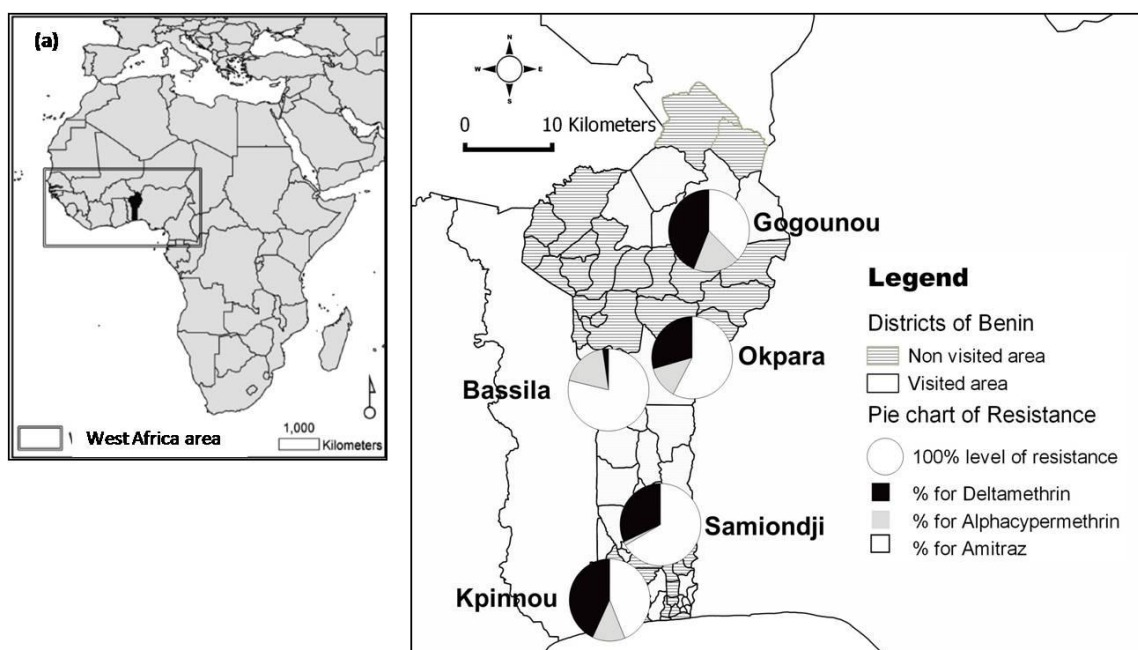 (a)
West Africa area
1,000
Kilometers
N
W E
S
0 10 Kilometers
Gogounou
Okpara
Bassila
Samiondji
Kpinnou
Legend
Districts of Benin
Non visited area
Visited area
Pie chart of Resistance
100% level of resistance
% for Deltamethrin
% for Alphacypermethrin
% for Amitraz